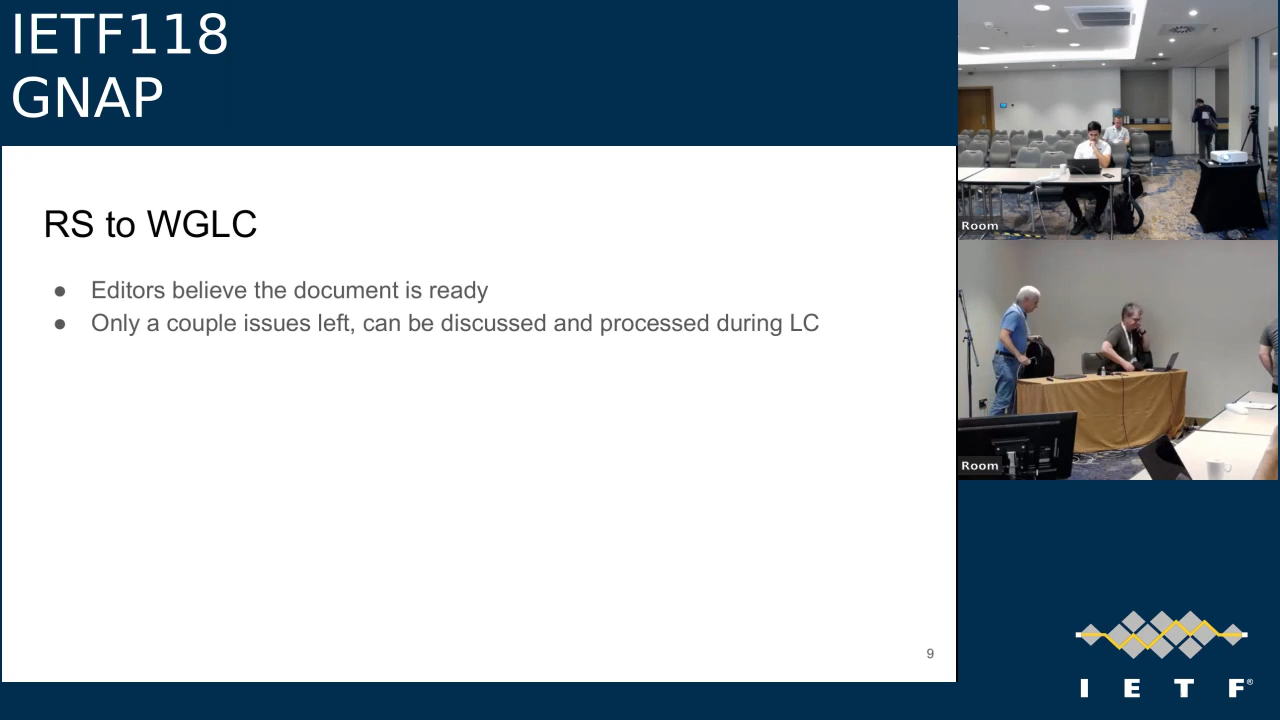 IETF118
GNAP
RS to WGLC
● Editors believe the document is ready
● Only a couple issues left, can be discussed and processed during LC
9
Room
Room
I E T F®